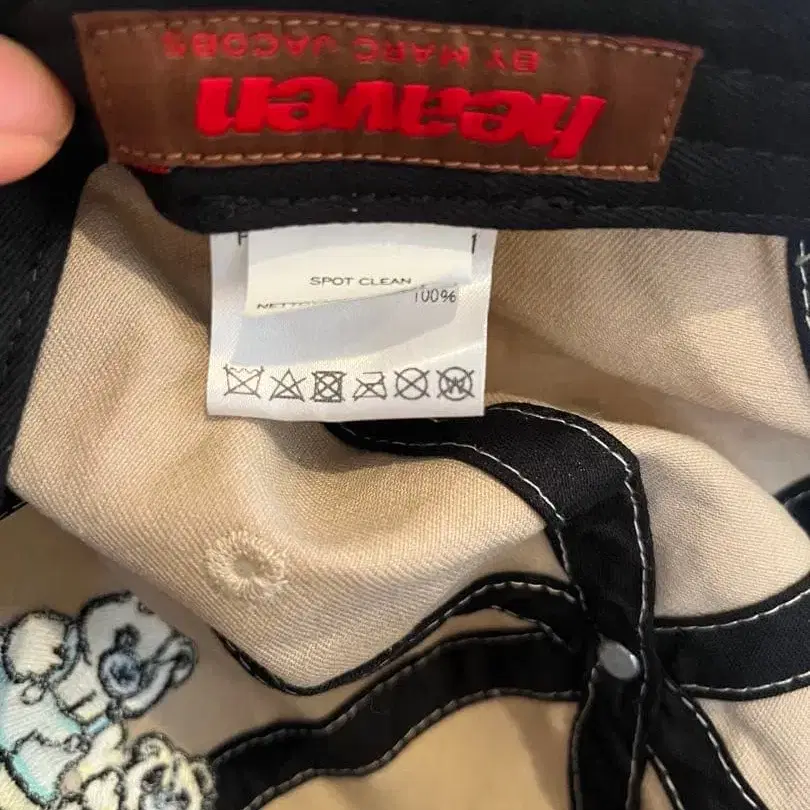 heaven
BY MARC JACOBS
F 1
SPOT CLEAN
100%